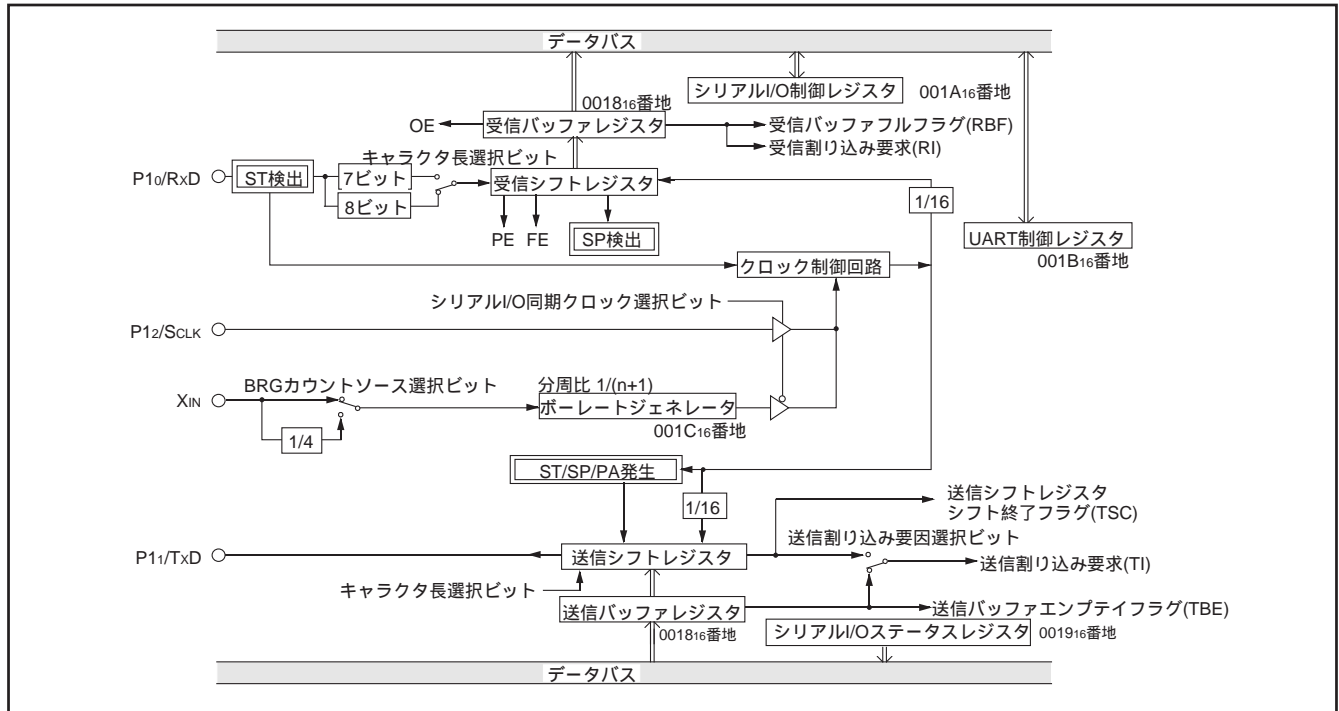 データバス
シリアルI/O制御レジスタ 001A16番地
001816番地
OE 受信バッファレジスタ 受信バッファフルフラグ(RBF)
受信割り込み要求(RI)
キャラクタ長選択ビット
P10/RXD ST検出 7ビット 受信シフトレジスタ
8ビット
1/16
PE FE SP検出
UART制御レジスタ
001B16番地
クロック制御回路
シリアルI/O同期クロック選択ビット
P12/SCLK
BRGカウントソース選択ビット 分周比 1/(n+1)
XIN ボーレートジェネレータ
001C16番地
1/4
ST/SP/PA発生
1/16
送信シフトレジスタ
シフト終了フラグ(TSC)
送信割り込み要因選択ビット
P11/TXD 送信シフトレジスタ 送信割り込み要求(TI)
キャラクタ長選択ビット
送信バッファレジスタ 送信バッファエンプテイフラグ(TBE)
001816番地 シリアルI/Oステータスレジスタ 001916番地
データバス